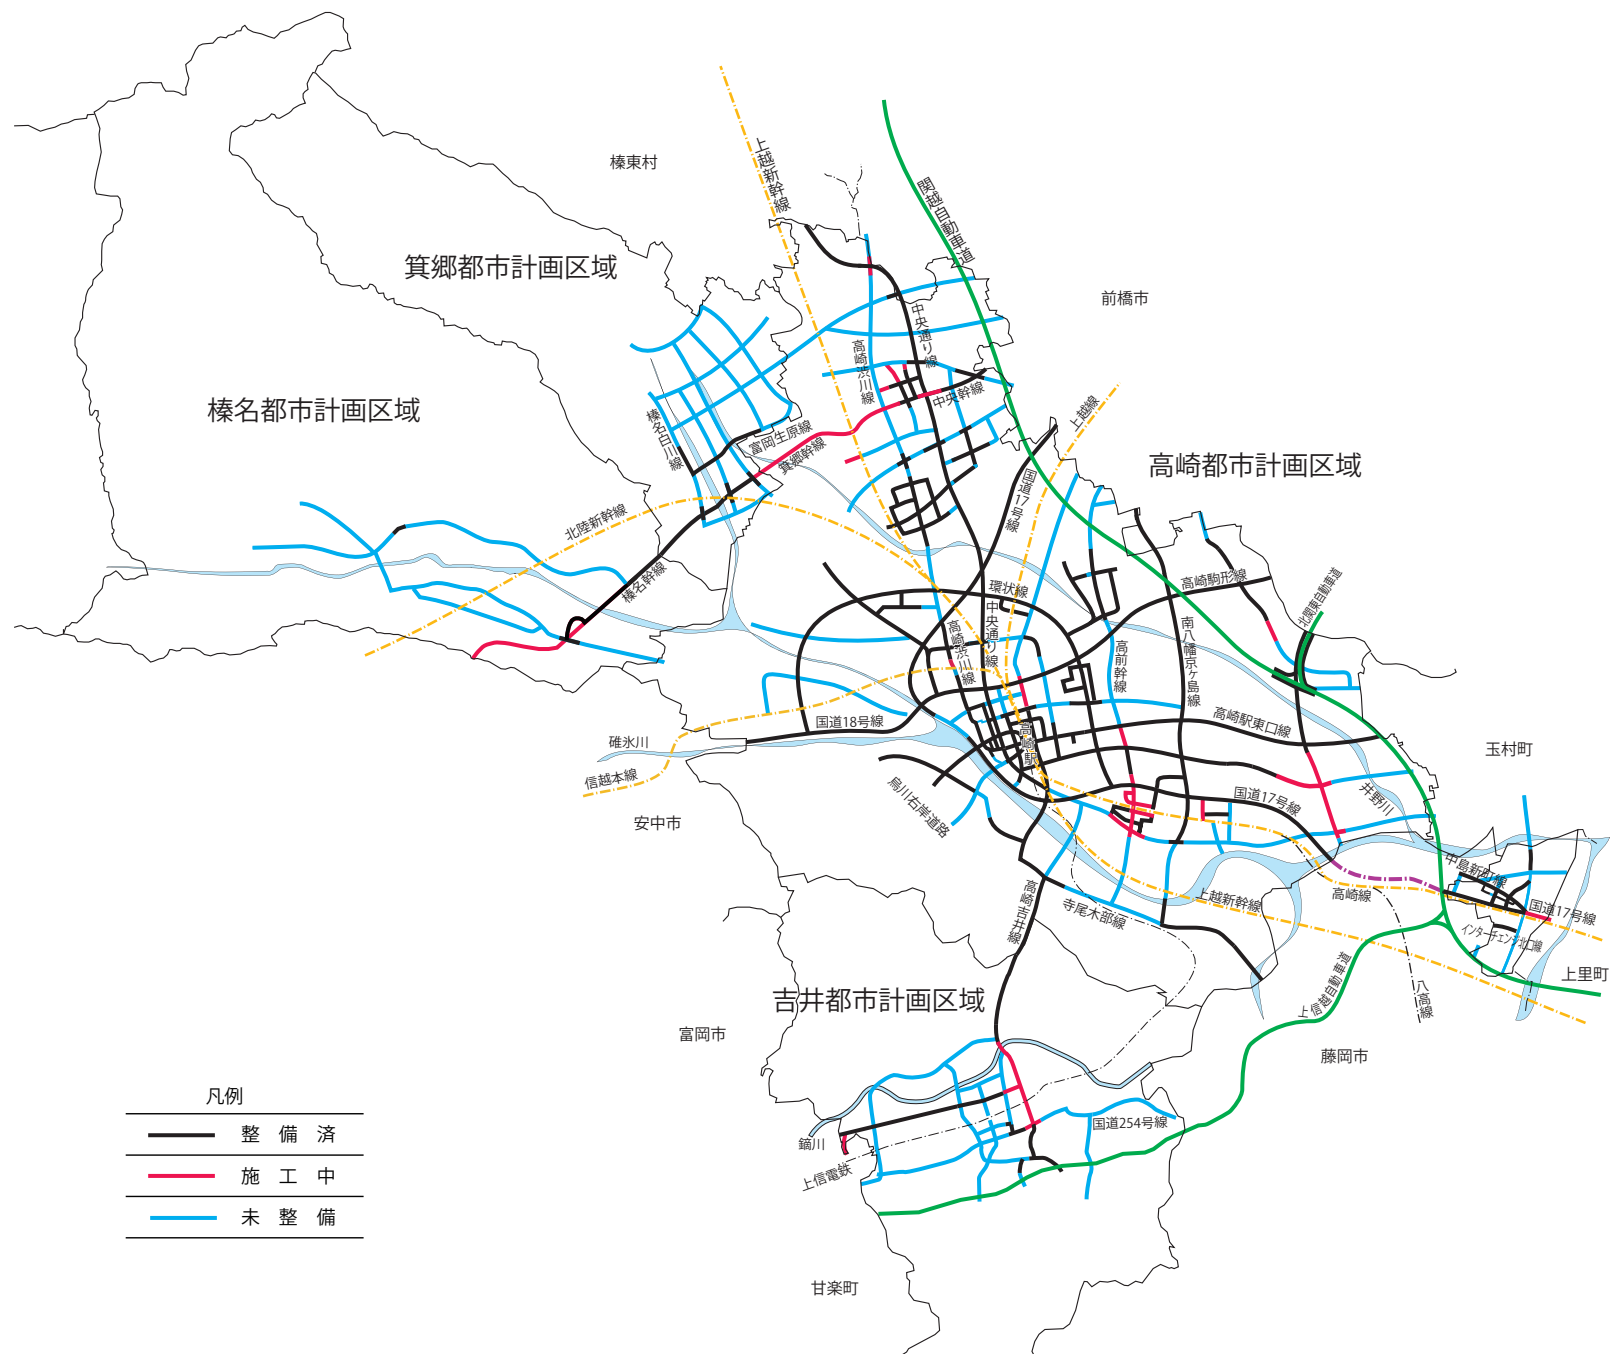 榛東村
上越新幹線
関越自動車道
箕郷都市計画区域
前橋市
中央通り線
高崎渋川線
中央幹線
榛名都市計画区域
榛名白川線
富岡生原線
箕郷幹線
上越線
高崎都市計画区域
国道17号線
北陸新幹線
榛名幹線
環状線
高崎駒形線
北関東自動車道
中央通り線
高崎渋川線
高前幹線
南八幡京ヶ島線
国道18号線
高崎駅
高崎駅東口線
碓氷川
信越本線
玉村町
安中市
烏川右岸道路
国道17号線
井野川
中島新町線
高崎線
上越新幹線
国道17号線
高崎吉井線
寺尾木部線
インターチェンジ北口線
上里町
吉井都市計画区域
上信越自動車道
八高線
富岡市
藤岡市
国道254号線
鏑川
上信電鉄
甘楽町
凡例
整備済
施工中
未整備